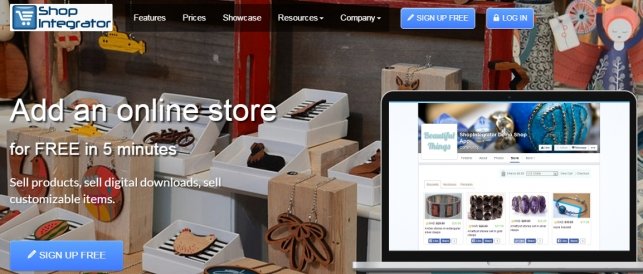 Shop
Integrator
Features
Prices
Showcase
Resources
Company
SIGN UP FREE
LOG IN
Add an online store
for FREE in 5 minutes
Sell products, sell digital downloads, sell
customizable items.
SIGN UP FREE
Beautiful
Things
ShopIntegrator Demo Shop
App